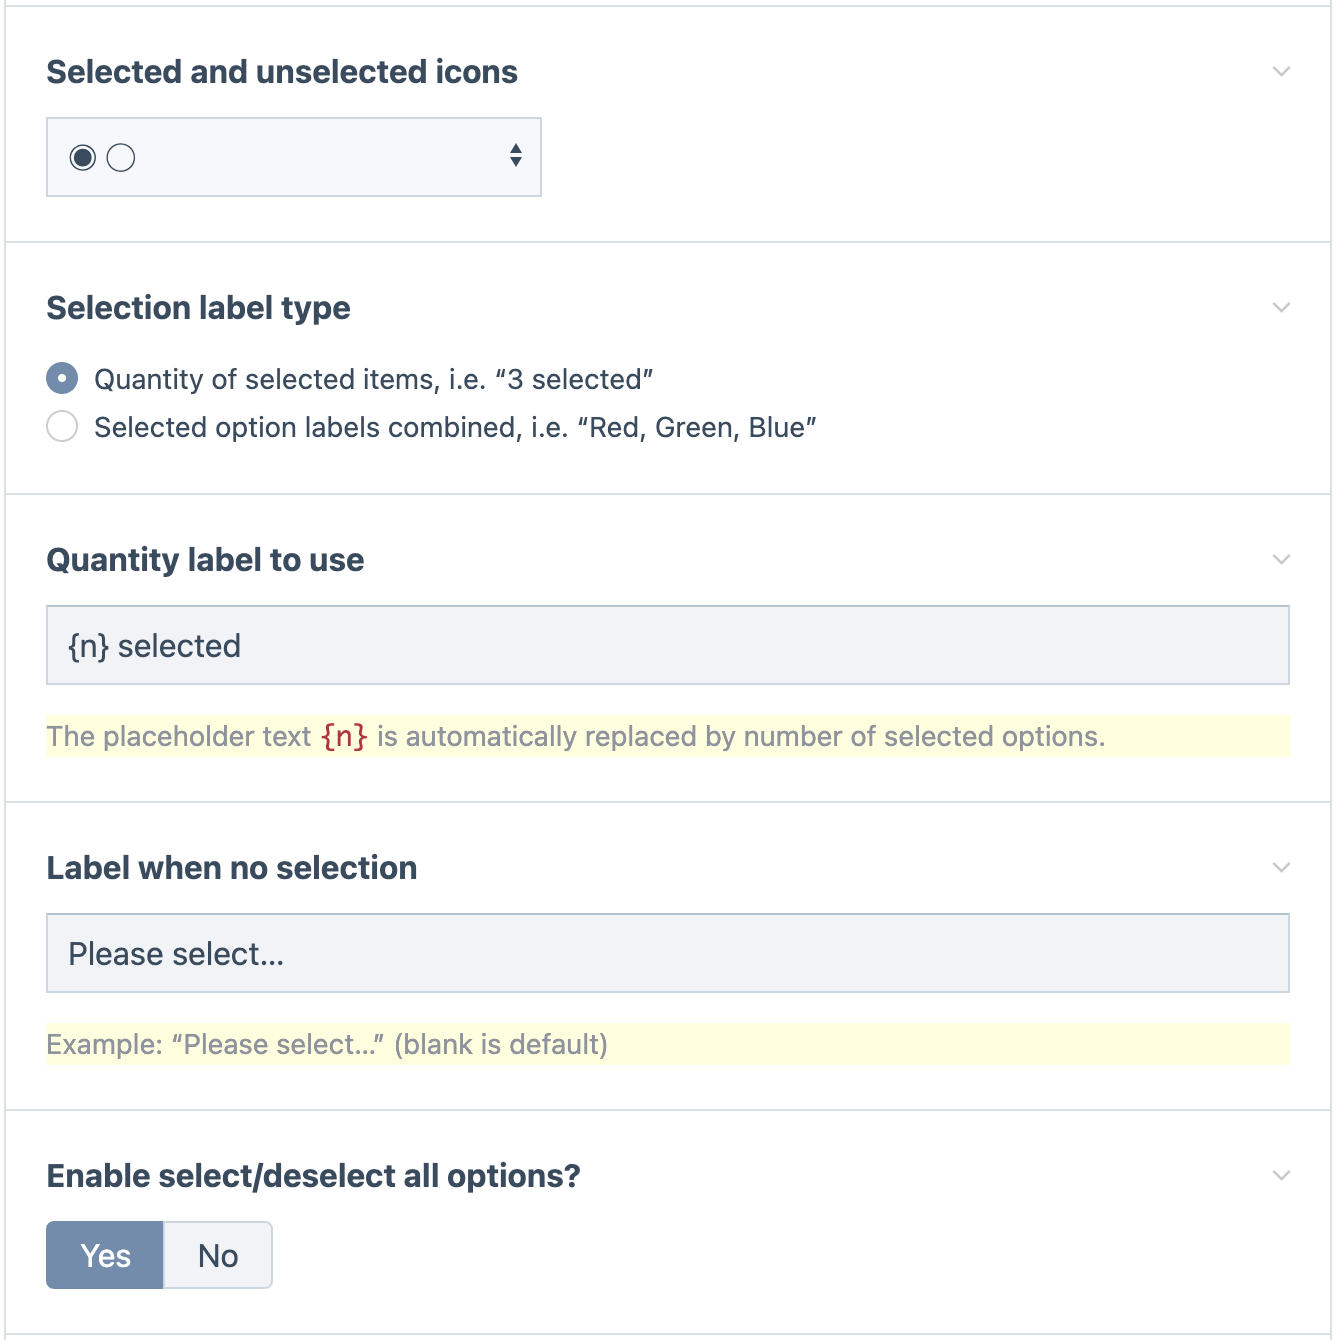 Selected and unselected icons
◉ ◯
Selection label type
Quantity of selected items, i.e. “3 selected”
Selected option labels combined, i.e. “Red, Green, Blue”
Quantity label to use
{n} selected
The placeholder text {n} is automatically replaced by number of selected options.
Label when no selection
Please select...
Example: “Please select...” (blank is default)
Enable select/deselect all options?
Yes No